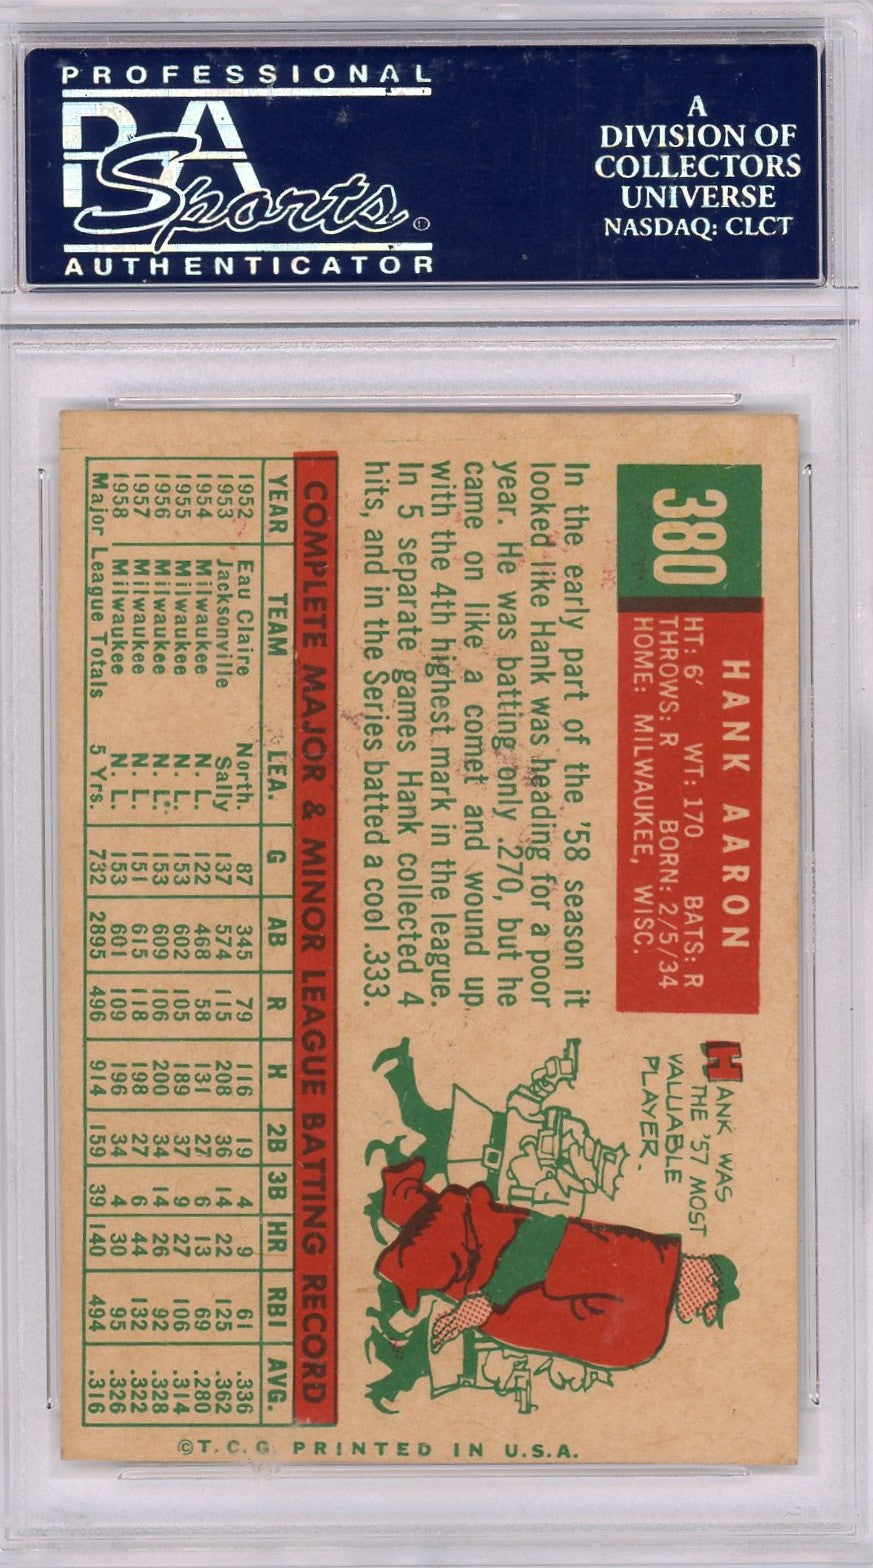 PROFESSIONAL
PSA
Sports
AUTHENTICATOR
A
DIVISION OF
COLLECTORS
UNIVERSE
NASDAQ: CLCT
380
HANK AARON
HT: 6' WT: 170 BATS: R
THROWS: R BORN: 2/5/34
HOME: MILWAUKEE, WISC.
In the early part of the '58 season it
looked like Hank was heading for a poor
year. He was batting only .270, but he
came on like a comet and wound up
with the 4th highest mark in the league.
In 5 separate games Hank collected 4
hits, and in the Series batted a cool .333.
HANK WAS
THE '57 MOST
VALUABLE
PLAYER.
COMPLETE MAJOR & MINOR LEAGUE BATTING RECORD
YEAR TEAM LEA. G AB R H 2B 3B HR RBI AVG.
1952 Eau Claire North. 87 345 79 116 19 4 9 61 .336
1953 Jacksonville Sally 137 574 115 208 36 14 22 125 .362
1954 Milwaukee N. L. 122 468 58 131 27 6 13 69 .280
1955 Milwaukee N. L. 153 602 105 189 37 9 27 106 .314
1956 Milwaukee N. L. 153 609 106 200 34 14 26 92 .328
1957 Milwaukee N. L. 151 615 118 198 27 6 44 132 .322
1958 Milwaukee N. L. 153 601 109 196 34 4 30 95 .326
Major League Totals 5 Yrs. 732 2895 496 914 159 39 140 494 .316
© T. C. G. PRINTED IN U.S.A.